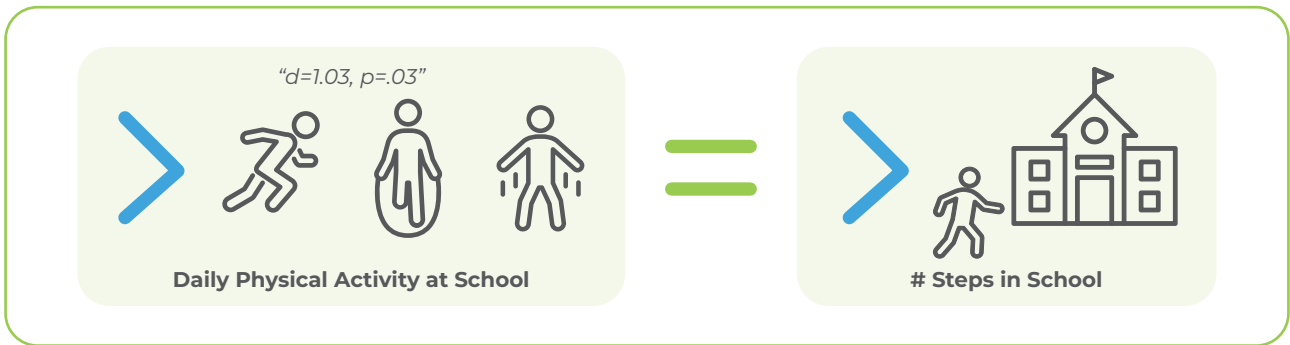 “d=1.03, p=.03”
Daily Physical Activity at School
# Steps in School